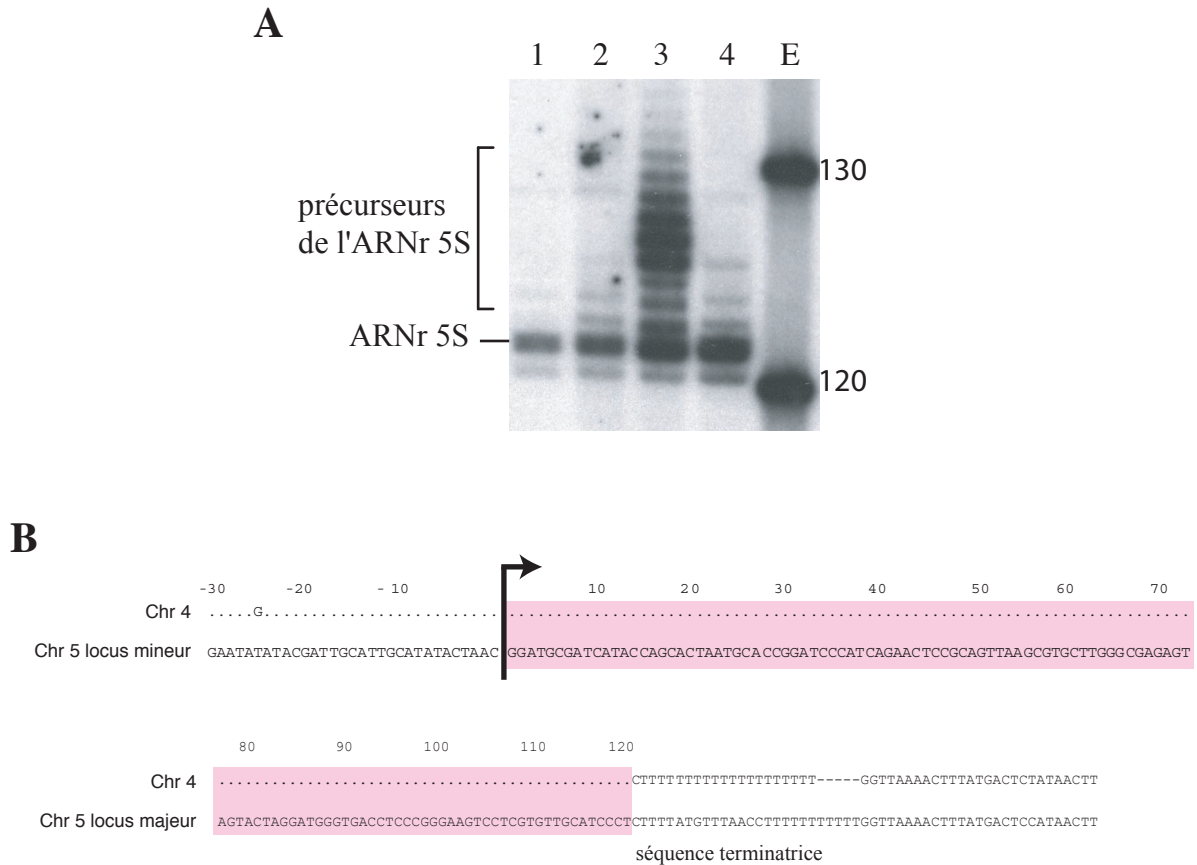 A
1 2 3 4 E
précurseurs
de l'ARNr 5S
ARNr 5S
130
120
B
-30 -20 - 10 10 20 30 40 50 60 70
Chr 4 .....G..................................................................................................
Chr 5 locus mineur GAATATATACGATTGCATTGCATATACTAAC GGATGCGATCATACCAGCACTAATGCACCGGATCCCATCAGAACTCCGCAGTTAAGCGTGCTTGGGCGAGAGT
80 90 100 110 120
Chr 4 ...............................................CTTTTTTTTTTTTTTTTTTTT-----GGTTAAAACTTTATGACTCTATAACTT
Chr 5 locus majeur AGTACTAGGATGGGTGACCTCCCGGGAAGTCCTCGTGTTGCATCCCTCTTTTATGTTTAACCTTTTTTTTTTTGGTTAAAACTTTATGACTCCATAACTT
séquence terminatrice